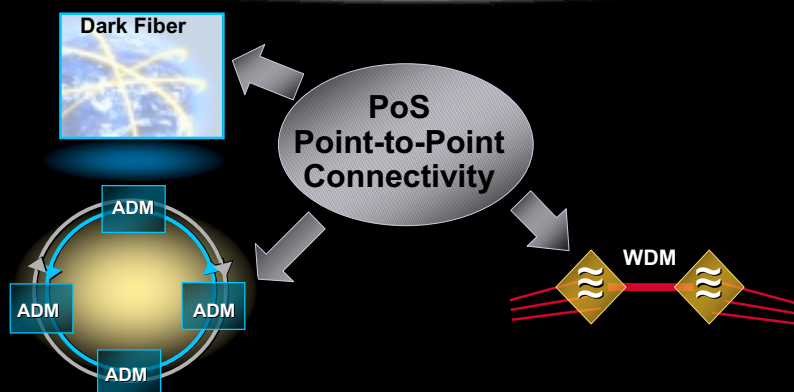 Dark Fiber
PoS
Point-to-Point
Connectivity
ADM
WDM
ADM
ADM
ADM